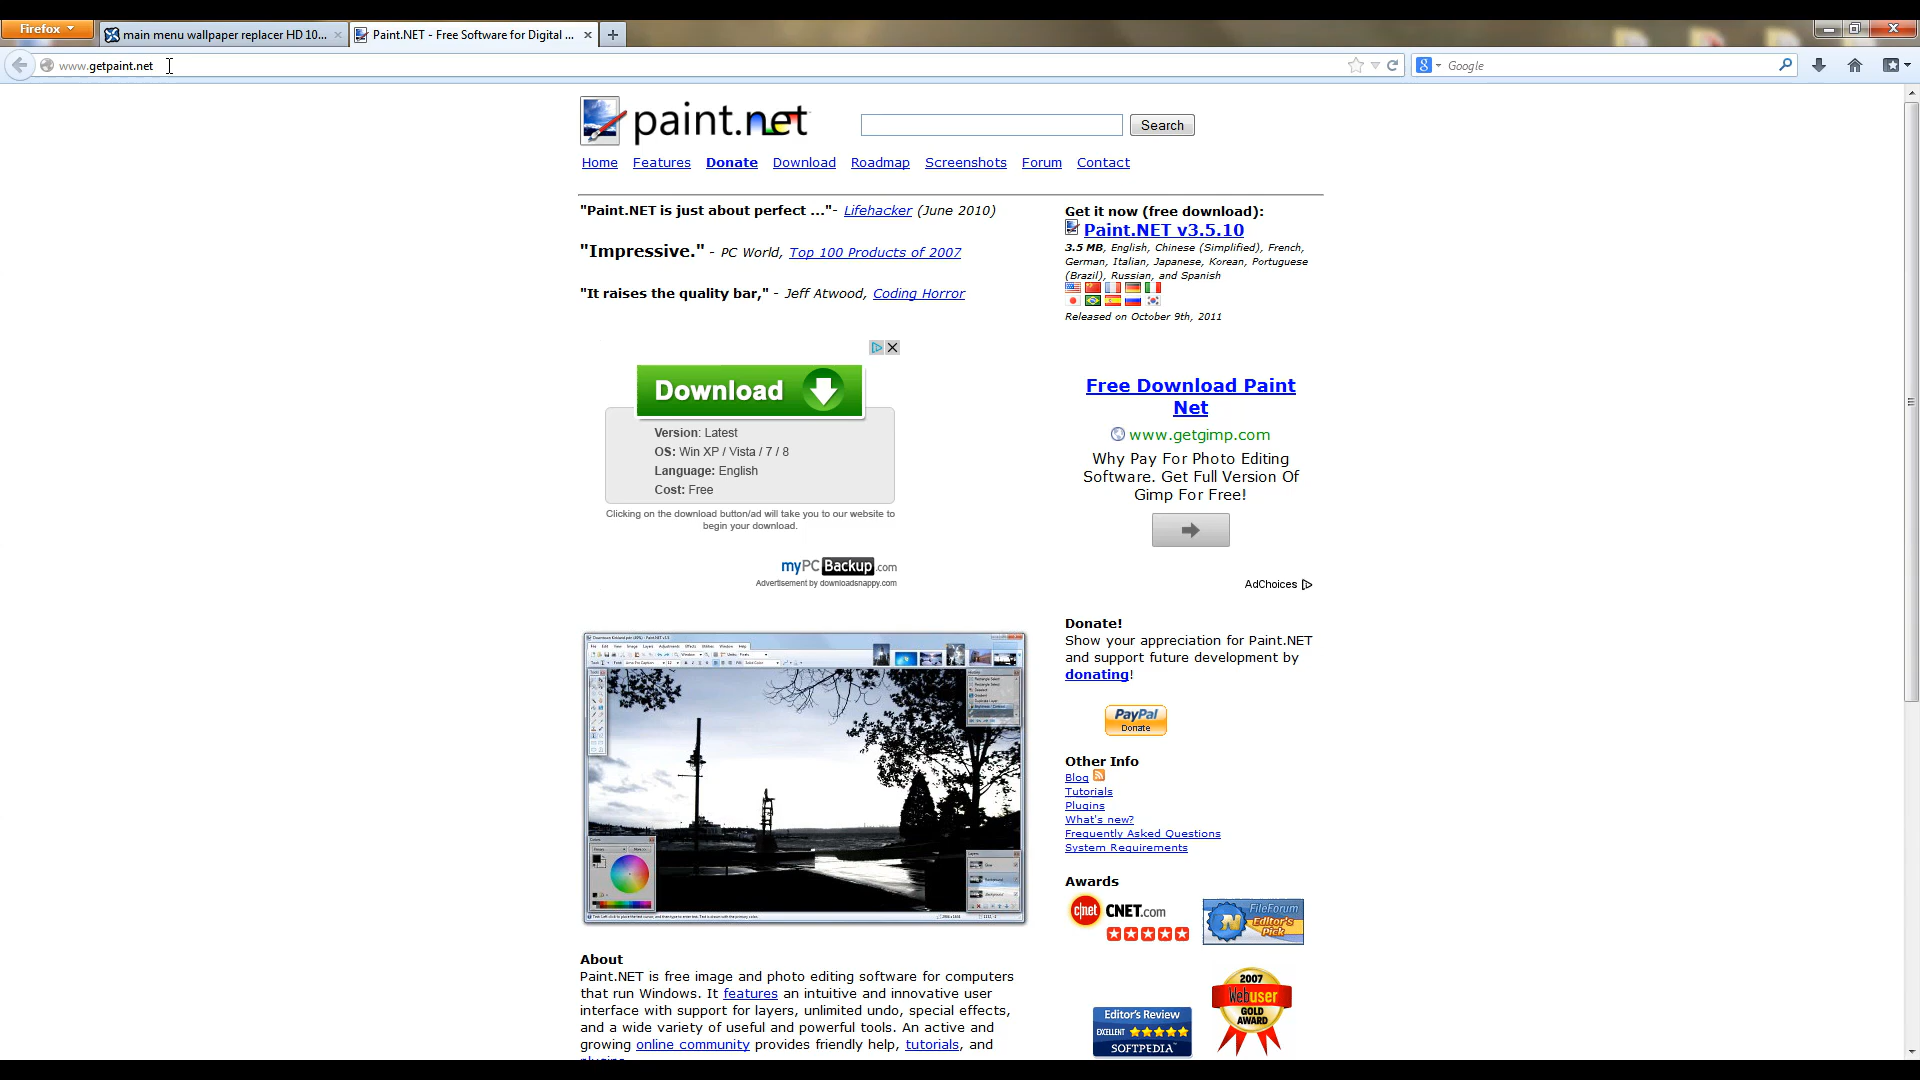 Firefox
main menu wallpaper replacer HD 10...
Paint.NET - Free Software for Digital ...
www.getpaint.net
Google
paint.net
Search
Home Features Donate Download Roadmap Screenshots Forum Contact
"Paint.NET is just about perfect ..."- Lifehacker (June 2010)
"Impressive." - PC World, Top 100 Products of 2007
"It raises the quality bar," - Jeff Atwood, Coding Horror
Get it now (free download):
Paint.NET v3.5.10
3.5 MB, English, Chinese (Simplified), French,
German, Italian, Japanese, Korean, Portuguese
(Brazil), Russian, and Spanish
Released on October 9th, 2011
Download
Version: Latest
OS: Win XP / Vista / 7 / 8
Language: English
Cost: Free
Clicking on the download button/ad will take you to our website to
begin your download.
myPCBackup.com
Advertisement by downloadsnappy.com
Free Download Paint
Net
www.getgimp.com
Why Pay For Photo Editing
Software. Get Full Version Of
Gimp For Free!
AdChoices
Donate!
Show your appreciation for Paint.NET
and support future development by
donating!
PayPal
Donate
Other Info
Blog
Tutorials
Plugins
What's new?
Frequently Asked Questions
System Requirements
Awards
c|net CNET.com
FileForum
Editor's
Pick
Editor's Review
EXCELLENT
SOFTPEDIA
2007
Webuser
GOLD
AWARD
About
Paint.NET is free image and photo editing software for computers
that run Windows. It features an intuitive and innovative user
interface with support for layers, unlimited undo, special effects,
and a wide variety of useful and powerful tools. An active and
growing online community provides friendly help, tutorials, and